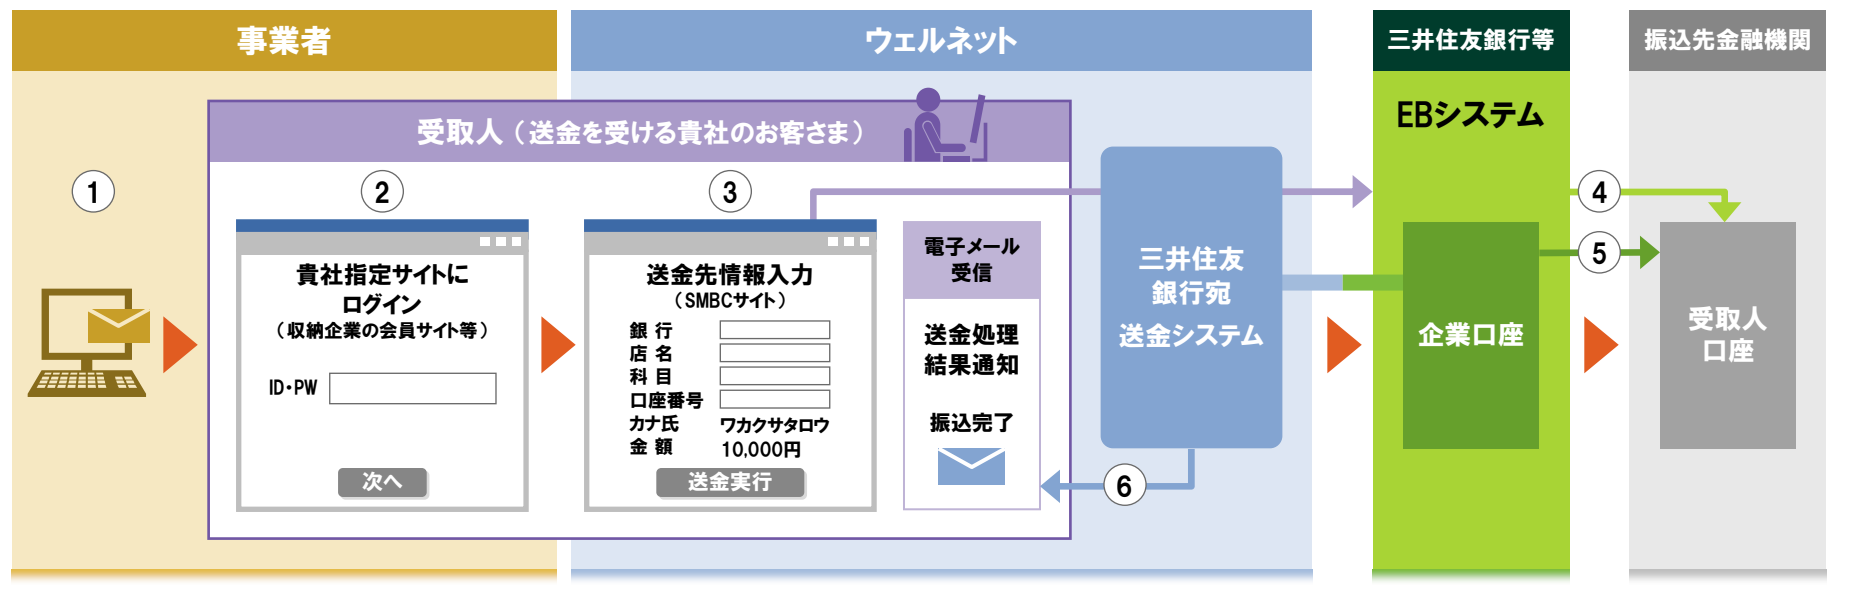 事業者
ウェルネット
三井住友銀行等
振込先金融機関
EBシステム
受取人（送金を受ける貴社のお客さま）
1
2
3
4
5
6
貴社指定サイトに
ログイン
（収納企業の会員サイト等）
ID・PW
次へ
送金先情報入力
（SMBCサイト）
銀 行
店 名
科 目
口座番号
カナ氏 ワカクサタロウ
金 額 10,000円
送金実行
電子メール
受信
送金処理
結果通知
振込完了
三井住友
銀行宛
送金システム
企業口座
受取人
口座